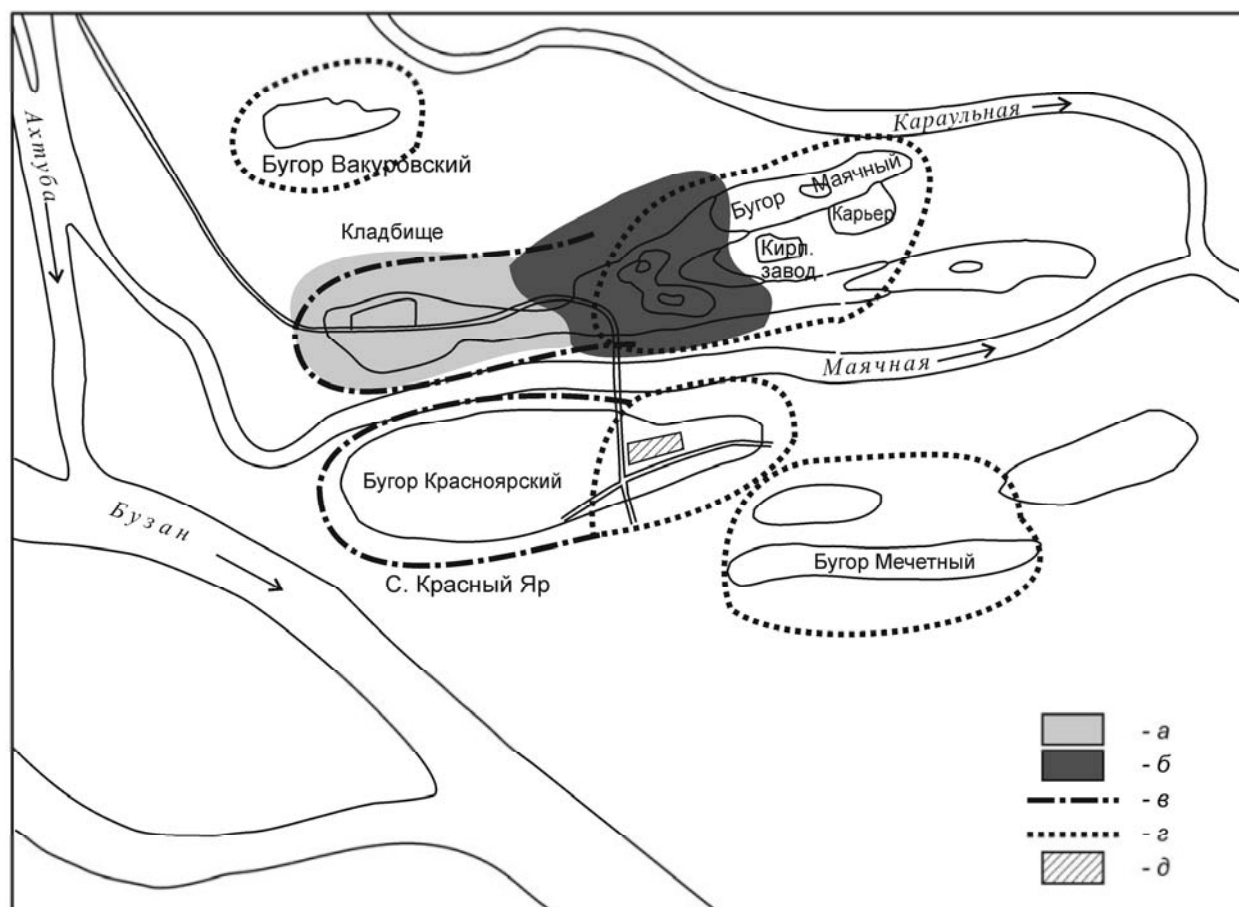 Ахтуба
Караульная
Бугор Вакуровский
Маячный
Бугор
Карьер
Кладбище
Кирп.
завод
Маячная
Бугор Красноярский
Бузан
Бугор Мечетный
С. Красный Яр
- а
- б
- в
- г
- д